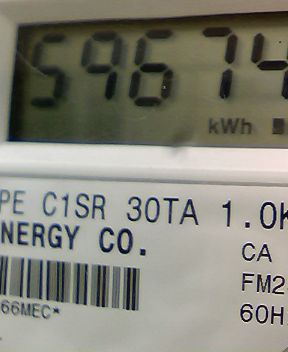 59674
kWh
PE C1SR 30TA 1.0K
NERGY CO.
CA
FM2
66MEC*
60H